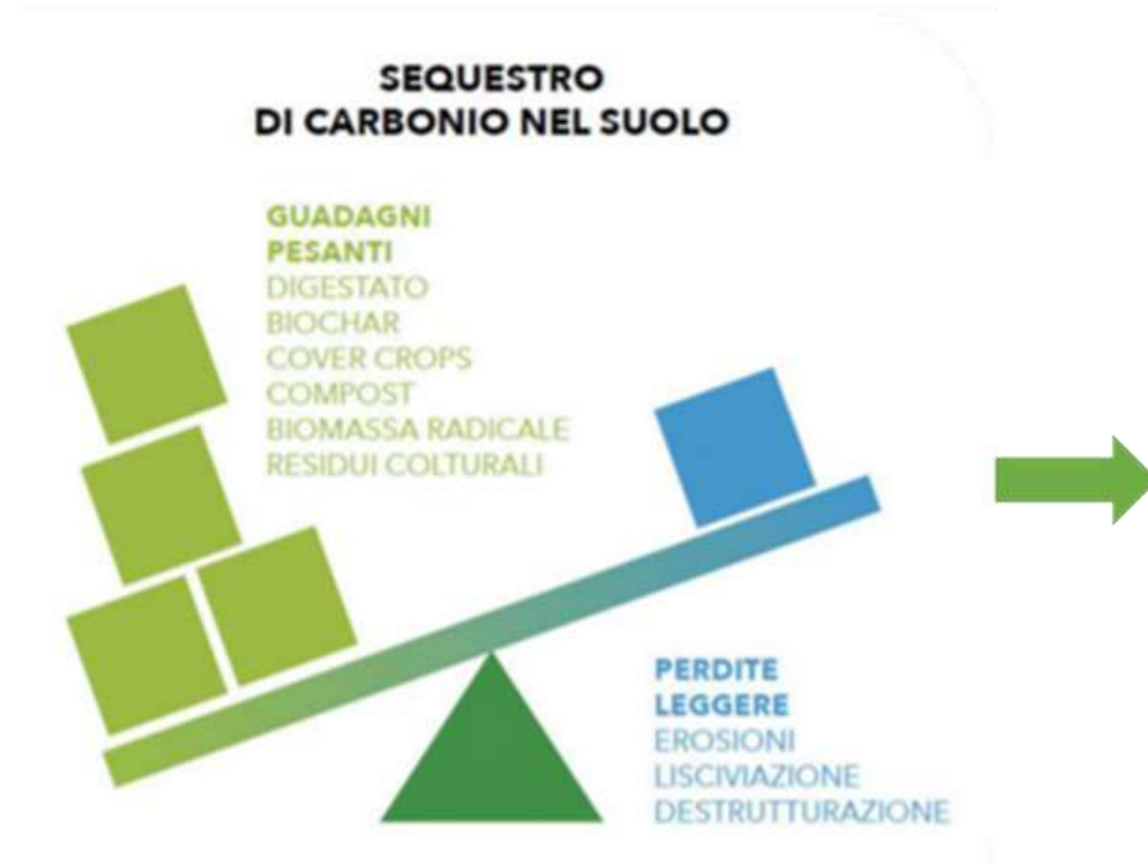 SEQUESTRO
DI CARBONIO NEL SUOLO
GUADAGNI
PESANTI
DIGESTATO
BIOCHAR
COVER CROPS
COMPOST
BIOMASSA RADICALE
RESIDUI COLTURALI
PERDITE
LEGGERE
EROSIONI
LISCIVIAZIONE
DESTRUTTURAZIONE